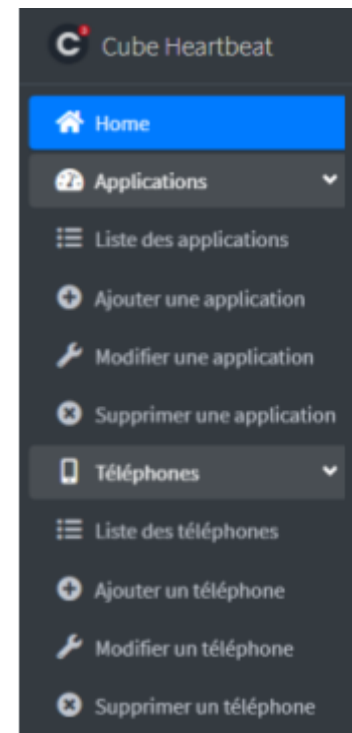 Cube Heartbeat
Home
Applications
Liste des applications
Ajouter une application
Modifier une application
Supprimer une application
Téléphones
Liste des téléphones
Ajouter un téléphone
Modifier un téléphone
Supprimer un téléphone